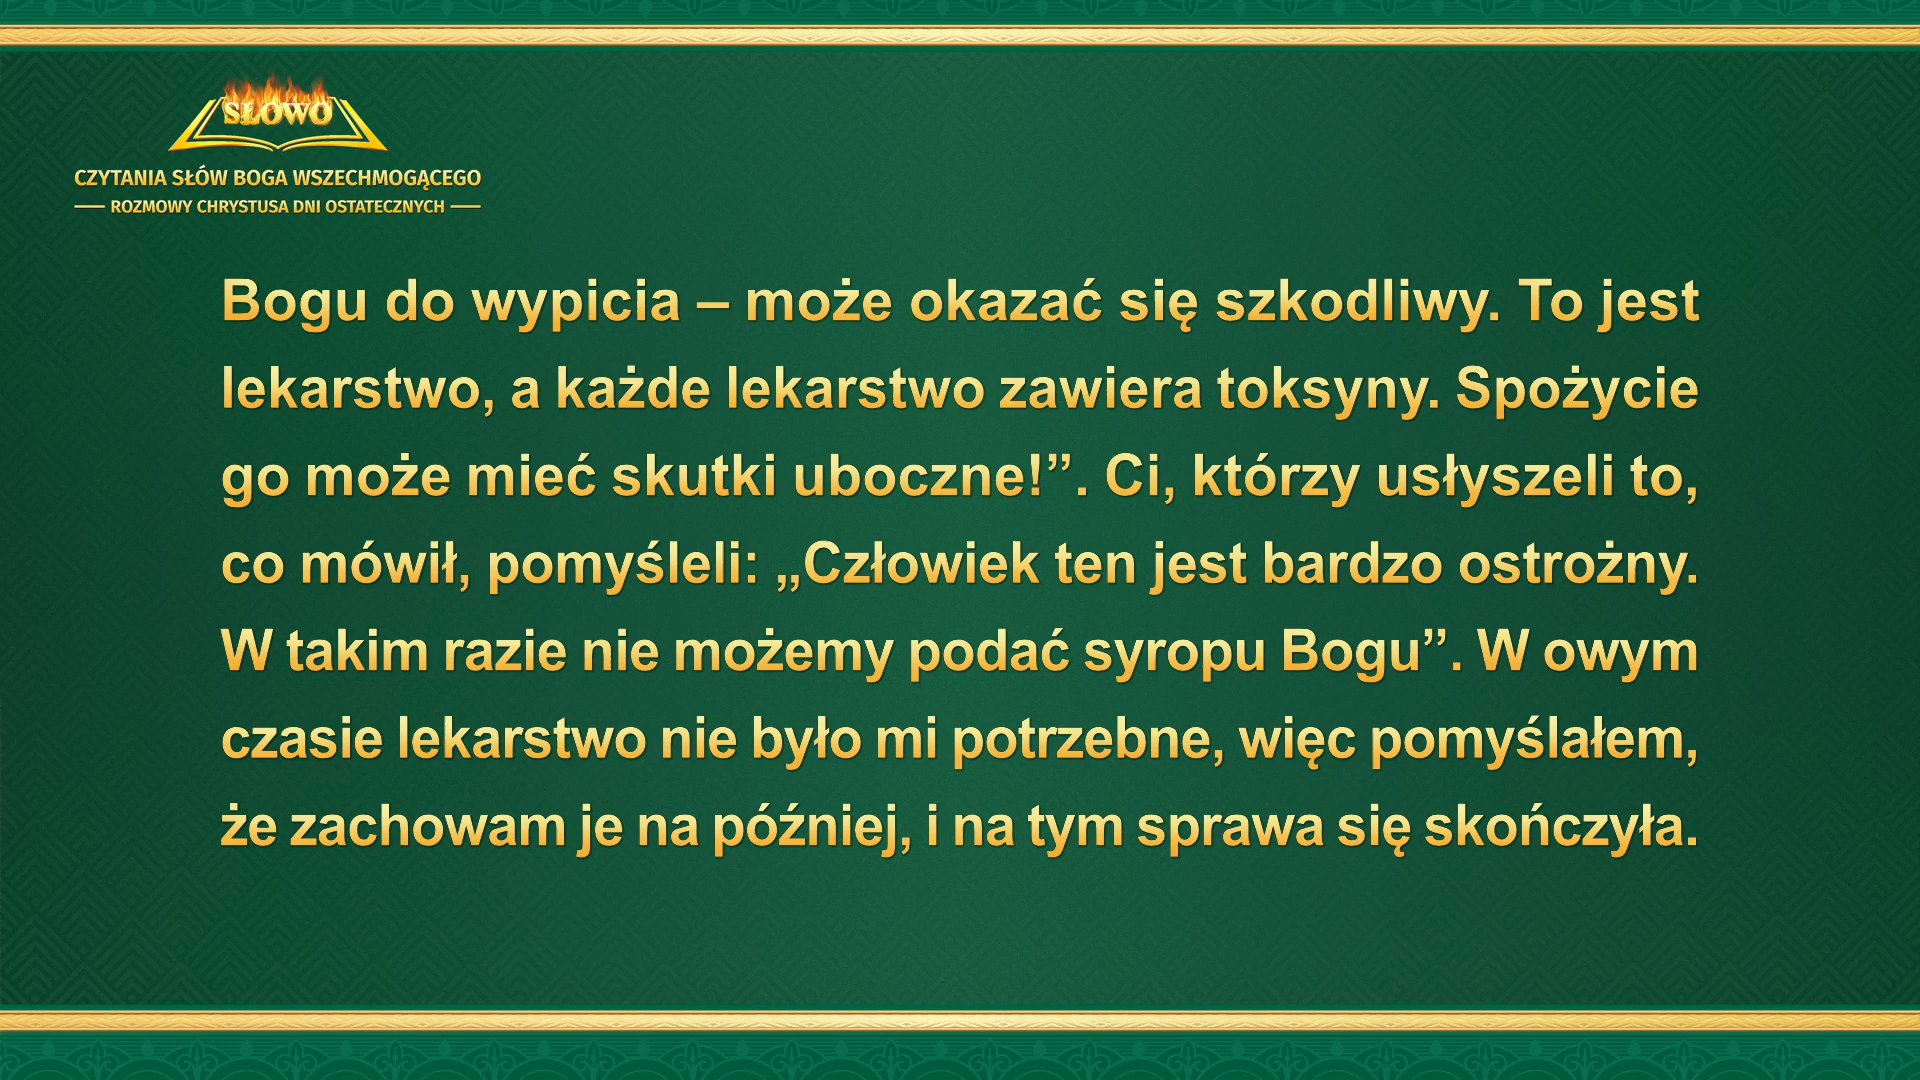 SŁOWO
CZYTANIA SŁÓW BOGA WSZECHMOGĄCEGO
ROZMOWY CHRYSTUSA DNI OSTATECZNYCH
Bogu do wypicia – może okazać się szkodliwy. To jest
lekarstwo, a każde lekarstwo zawiera toksyny. Spożycie
go może mieć skutki uboczne!”. Ci, którzy usłyszeli to,
co mówił, pomyśleli: „Człowiek ten jest bardzo ostrożny.
W takim razie nie możemy podać syropu Bogu”. W owym
czasie lekarstwo nie było mi potrzebne, więc pomyślałem,
że zachowam je na później, i na tym sprawa się skończyła.